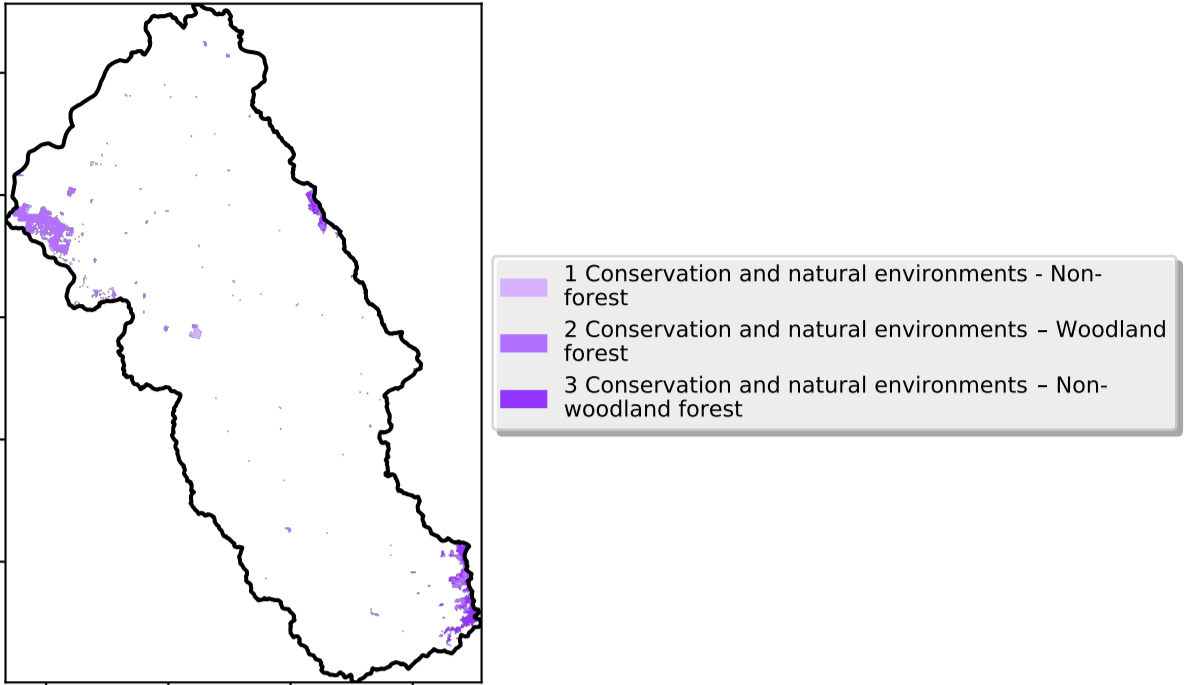 1 Conservation and natural environments - Non-
forest
2 Conservation and natural environments – Woodland
forest
3 Conservation and natural environments – Non-
woodland forest